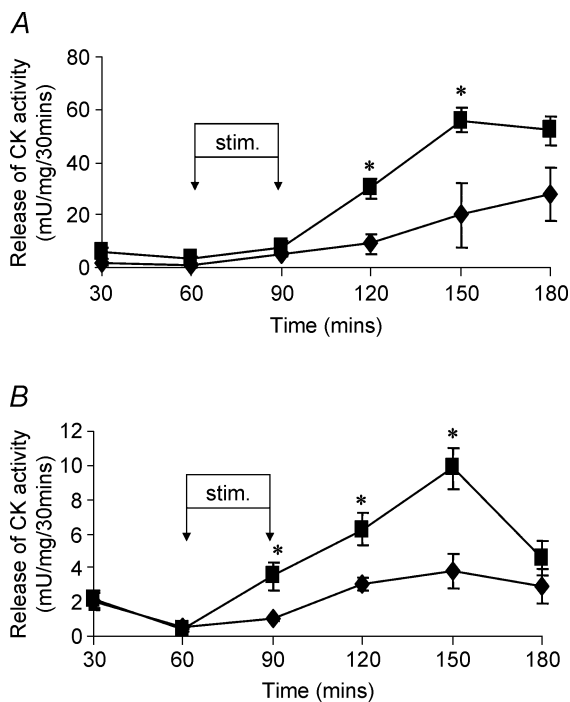 A
Release of CK activity
(mU/mg/30mins)
80
60
40
20
0
stim.
*
*
30 60 90 120 150 180
Time (mins)
B
Release of CK activity
(mU/mg/30mins)
12
10
8
6
4
2
0
stim.
*
*
*
30 60 90 120 150 180
Time (mins)